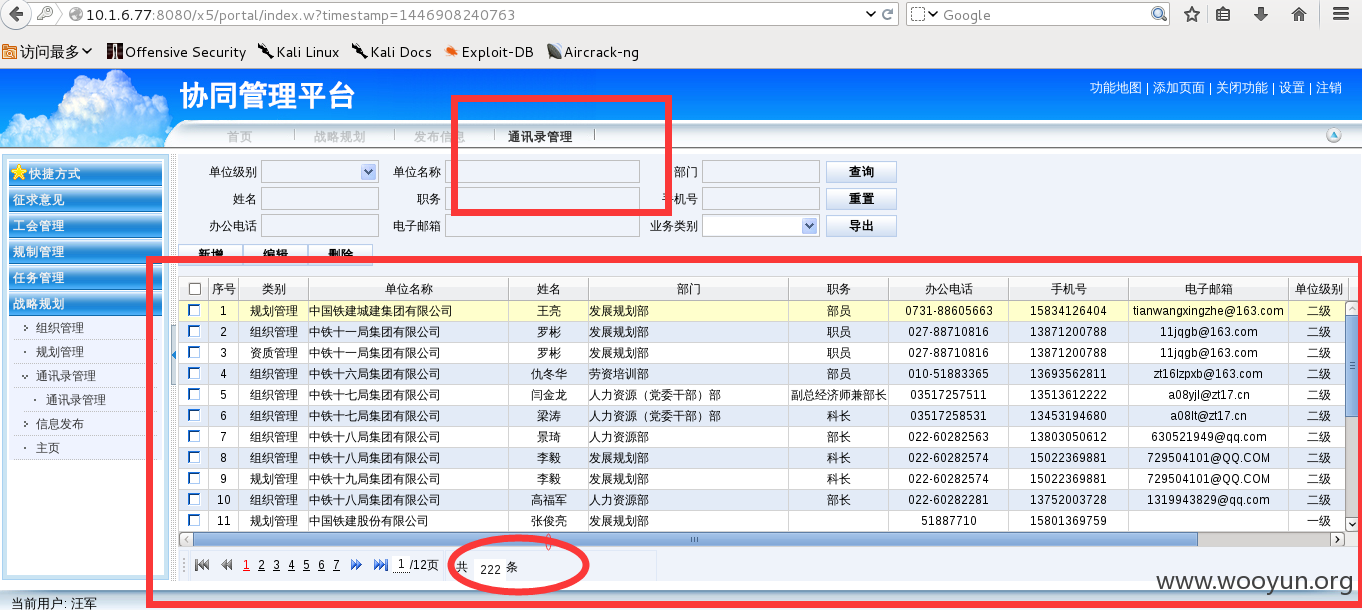 10.1.6.77:8080/x5/portal/index.w?timestamp=1446908240763 Google
访问最多 Offensive Security Kali Linux Kali Docs Exploit-DB Aircrack-ng
协同管理平台 功能地图 | 添加页面 | 关闭功能 | 设置 | 注销
首页 战略规划 发布信息 通讯录管理
快捷方式
征求意见
工会管理
规制管理
任务管理
战略规划
组织管理
规划管理
通讯录管理
通讯录管理
信息发布
主页
单位级别 单位名称 部门 查询
姓名 职务 手机号 重置
办公电话 电子邮箱 业务类别 导出
新增 编辑 删除
序号 类别 单位名称 姓名 部门 职务 办公电话 手机号 电子邮箱 单位级别
1 规划管理 中国铁建城建集团有限公司 王亮 发展规划部 部员 0731-88605663 15834126404 tianwangxingzhe@163.com 二级
2 组织管理 中铁十一局集团有限公司 罗彬 发展规划部 职员 027-88710816 13871200788 11jqgb@163.com 二级
3 资质管理 中铁十一局集团有限公司 罗彬 发展规划部 职员 027-88710816 13871200788 11jqgb@163.com 二级
4 组织管理 中铁十六局集团有限公司 仇冬华 劳资培训部 部员 010-51883365 13693562811 zt16lzpxb@163.com 二级
5 组织管理 中铁十七局集团有限公司 闫金龙 人力资源（党委干部）部 副总经济师兼部长 03517257511 13513612222 a08yjl@zt17.cn 二级
6 组织管理 中铁十七局集团有限公司 梁涛 人力资源（党委干部）部 科长 03517258531 13453194680 a08lt@zt17.cn 二级
7 组织管理 中铁十八局集团有限公司 景琦 人力资源部 部长 022-60282563 13803050612 630521949@qq.com 二级
8 组织管理 中铁十八局集团有限公司 李毅 发展规划部 科长 022-60282574 15022369881 729504101@QQ.COM 二级
9 规划管理 中铁十九局集团有限公司 李毅 发展规划部 科长 022-60282574 15022369881 729504101@QQ.COM 二级
10 组织管理 中铁十八局集团有限公司 高福军 人力资源部 部长 022-60282281 13752003728 1319943829@qq.com 二级
11 规划管理 中国铁建股份有限公司 张俊亮 发展规划部 51887710 15801369759 一级
1 2 3 4 5 6 7 1 /12页 共 222 条
www.wooyun.org
当前用户: 汪军